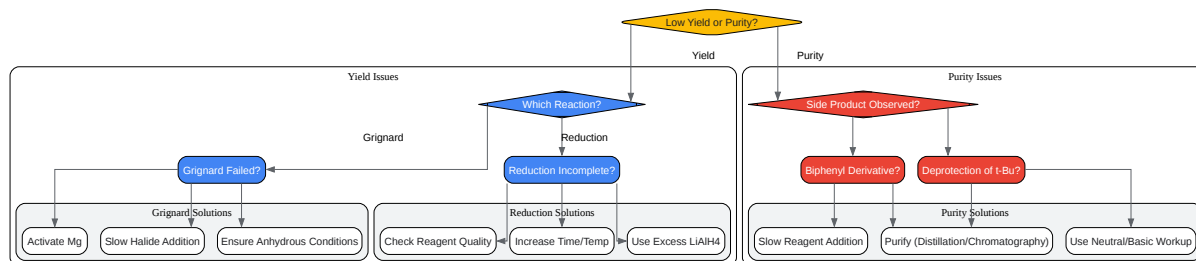 Low Yield or Purity?
Yield
Purity
Yield Issues
Purity Issues
Which Reaction?
Side Product Observed?
Grignard
Reduction
Grignard Failed?
Reduction Incomplete?
Biphenyl Derivative?
Deprotection of t-Bu?
Grignard Solutions
Reduction Solutions
Purity Solutions
Activate Mg
Slow Halide Addition
Ensure Anhydrous Conditions
Check Reagent Quality
Increase Time/Temp
Use Excess LiAlH4
Slow Reagent Addition
Purify (Distillation/Chromatography)
Use Neutral/Basic Workup